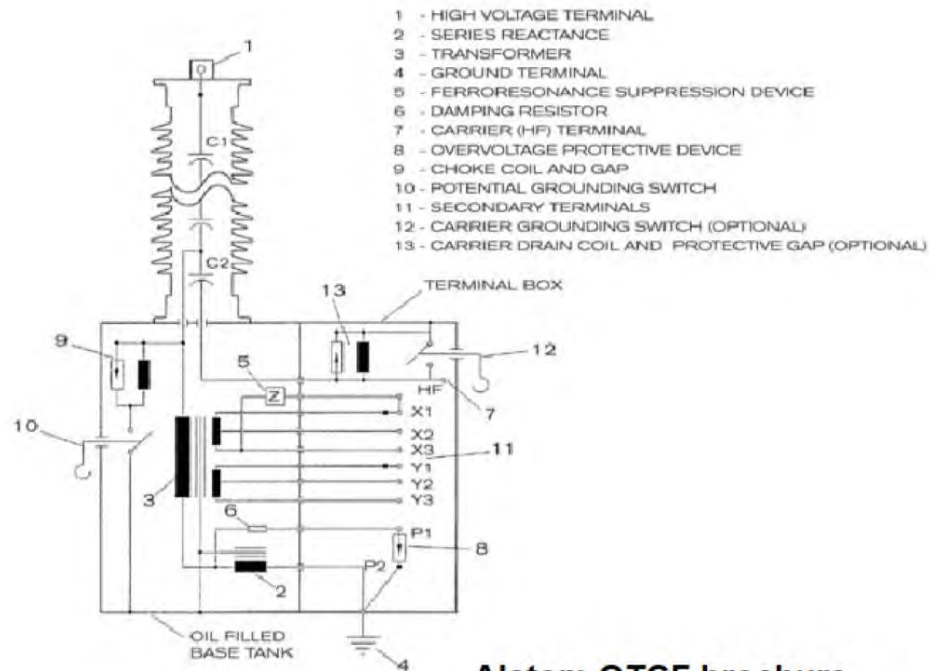 1 - HIGH VOLTAGE TERMINAL
2 - SERIES REACTANCE
3 - TRANSFORMER
4 - GROUND TERMINAL
5 - FERRORESONANCE SUPPRESSION DEVICE
6 - DAMPING RESISTOR
7 - CARRIER (HF) TERMINAL
8 - OVERVOLTAGE PROTECTIVE DEVICE
9 - CHOKE COIL AND GAP
10 - POTENTIAL GROUNDING SWITCH
11 - SECONDARY TERMINALS
12 - CARRIER GROUNDING SWITCH (OPTIONAL)
13 - CARRIER DRAIN COIL AND PROTECTIVE GAP (OPTIONAL)
1
C1
C2
TERMINAL BOX
13
9
12
5
Z
HF
7
X1
10
X2
X3
11
Y1
Y2
3
Y3
6
P1
8
P2
2
OIL FILLED
BASE TANK
4